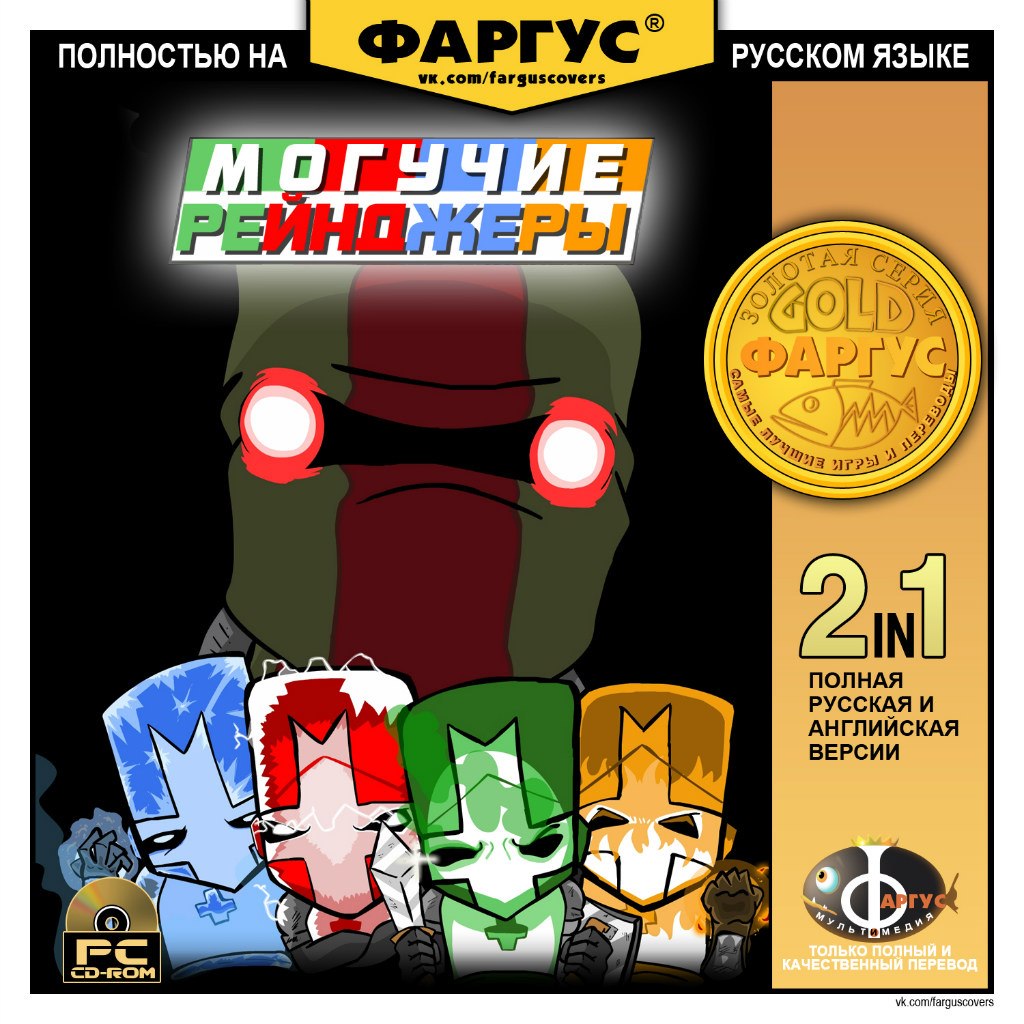 ПОЛНОСТЬЮ НА
ФАРГУС®
vk.com/farguscovers
РУССКОМ ЯЗЫКЕ
МОГУЧИЕ
РЕЙНДЖЕРЫ
ЗОЛОТАЯ СЕРИЯ
GOLD
ФАРГУС
САМЫЕ ЛУЧШИЕ ИГРЫ И ПЕРЕВОДЫ
2IN1
ПОЛНАЯ
РУССКАЯ И
АНГЛИЙСКАЯ
ВЕРСИИ
ФАРГУС
МУЛЬТИМЕДИЯ
ТОЛЬКО ПОЛНЫЙ И
КАЧЕСТВЕННЫЙ ПЕРЕВОД
PC
CD-ROM
vk.com/farguscovers